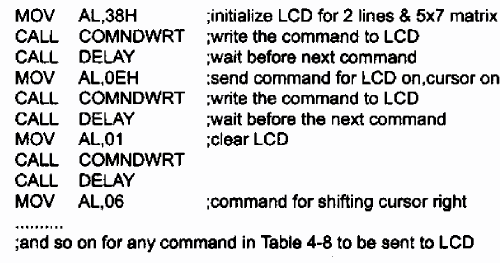 MOV AL,38H ;initialize LCD for 2 lines & 5x7 matrix
CALL COMNDWRT ;write the command to LCD
CALL DELAY ;wait before next command
MOV AL,0EH ;send command for LCD on,cursor on
CALL COMNDWRT ;write the command to LCD
CALL DELAY ;wait before the next command
MOV AL,01 ;clear LCD
CALL COMNDWRT
CALL DELAY
MOV AL,06 ;command for shifting cursor right
..........
;and so on for any command in Table 4-8 to be sent to LCD